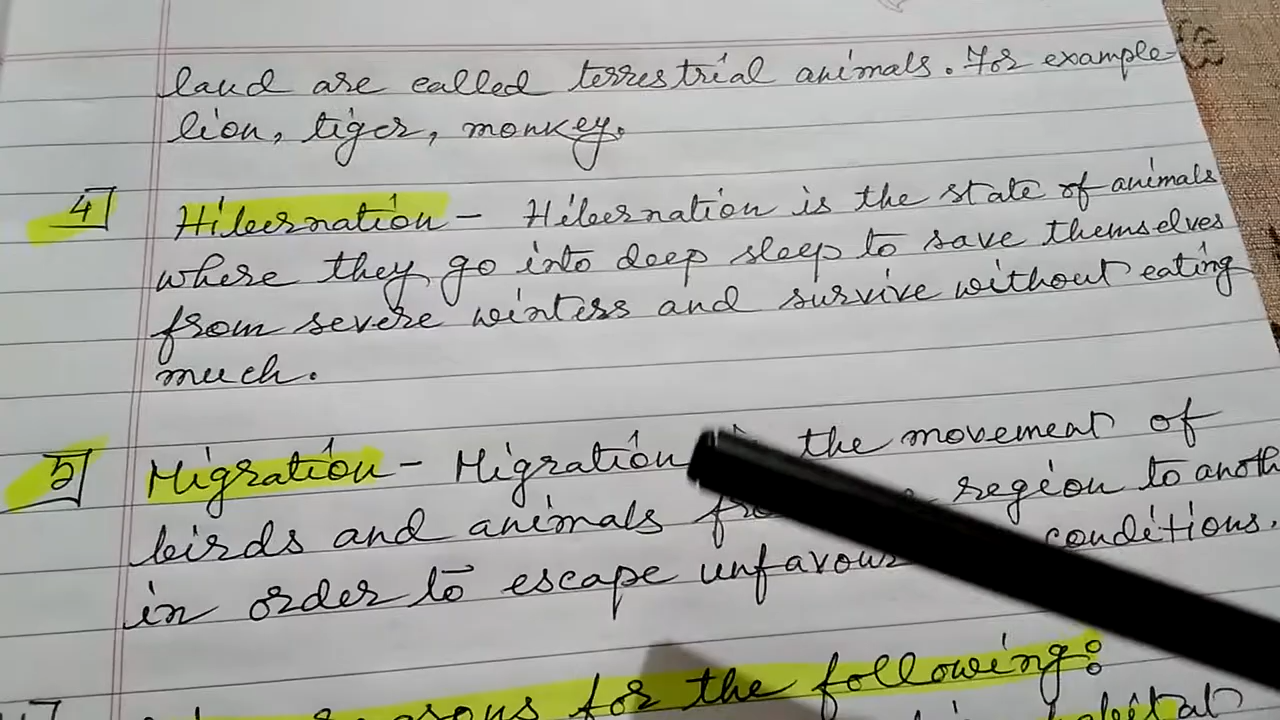 land are called terrestrial animals. For example-
lion, tiger, monkey.
4 Hibernation - Hibernation is the state of animals
where they go into deep sleep to save themselves
from severe winters and survive without eating
much.
5 Migration - Migration the movement of
birds and animals region to anoth
in order to escape conditions.
for the following: